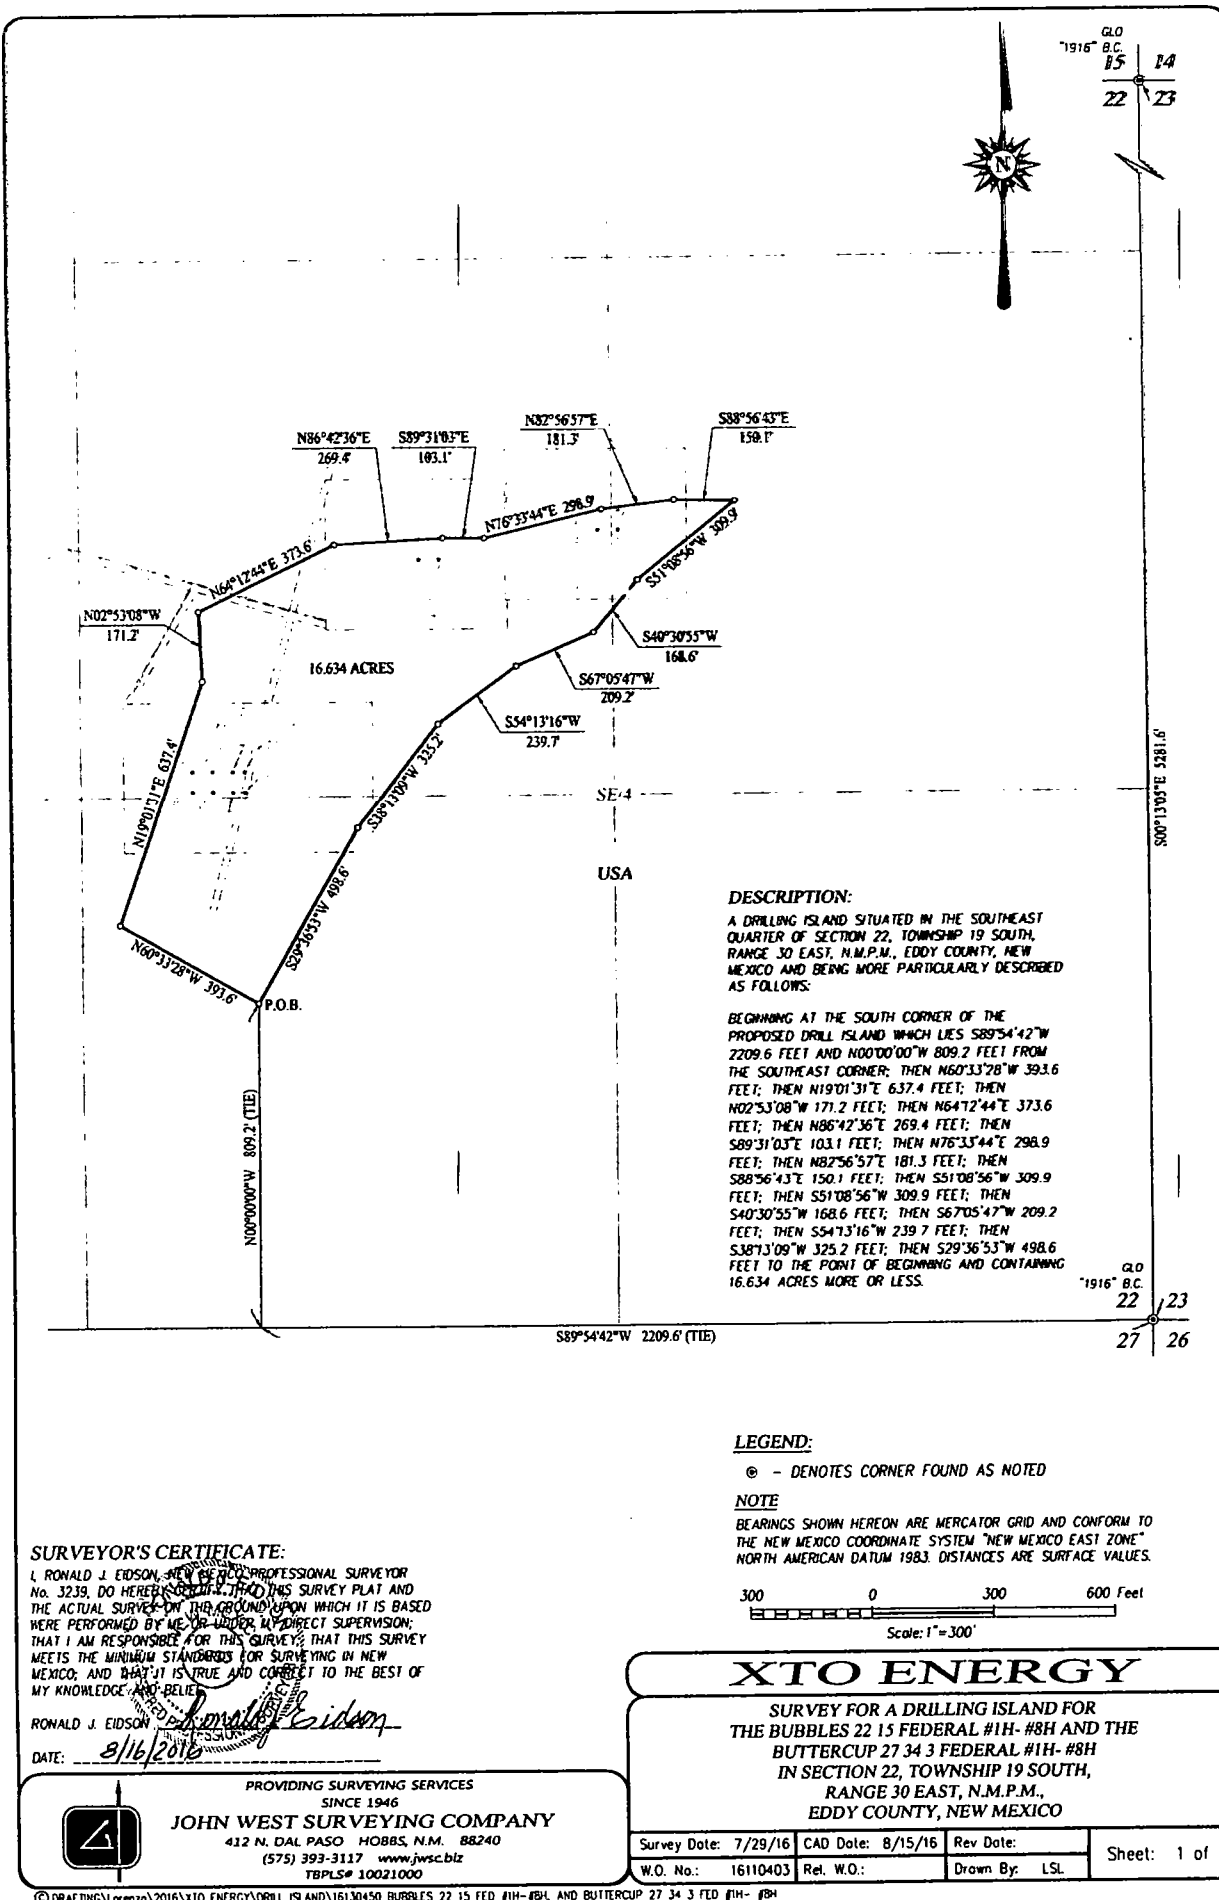 GLO
"1916" B.C.
15 14
22 23
N
N82°56'57"E
181.3'
S88°56'43"E
150.1'
N86°42'36"E
269.4'
S89°31'03"E
103.1'
N76°33'44"E 298.9'
S51°08'56"W 309.9'
N64°12'44"E 373.6'
N02°53'08"W
171.2'
S40°30'55"W
168.6'
16.634 ACRES
S67°05'47"W
209.2'
S54°13'16"W
239.7'
N19°01'31"E 637.4'
S38°13'09"W 325.2'
S00°13'05"E 5281.6'
SE/4
USA
S29°36'53"W 498.6'
N60°33'28"W 393.6'
P.O.B.
N00°00'00"W 809.2' (TIE)
DESCRIPTION:
A DRILLING ISLAND SITUATED IN THE SOUTHEAST
QUARTER OF SECTION 22, TOWNSHIP 19 SOUTH,
RANGE 30 EAST, N.M.P.M., EDDY COUNTY, NEW
MEXICO AND BEING MORE PARTICULARLY DESCRIBED
AS FOLLOWS:
BEGINNING AT THE SOUTH CORNER OF THE
PROPOSED DRILL ISLAND WHICH LIES S89°54'42"W
2209.6 FEET AND N00°00'00"W 809.2 FEET FROM
THE SOUTHEAST CORNER; THEN N60°33'28"W 393.6
FEET; THEN N19°01'31"E 637.4 FEET; THEN
N02°53'08"W 171.2 FEET; THEN N64°12'44"E 373.6
FEET; THEN N86°42'36"E 269.4 FEET; THEN
S89°31'03"E 103.1 FEET; THEN N76°33'44"E 298.9
FEET; THEN N82°56'57"E 181.3 FEET; THEN
S88°56'43"E 150.1 FEET; THEN S51°08'56"W 309.9
FEET; THEN S51°08'56"W 309.9 FEET; THEN
S40°30'55"W 168.6 FEET; THEN S67°05'47"W 209.2
FEET; THEN S54°13'16"W 239.7 FEET; THEN
S38°13'09"W 325.2 FEET; THEN S29°36'53"W 498.6
FEET TO THE POINT OF BEGINNING AND CONTAINING
16.634 ACRES MORE OR LESS.
GLO
"1916" B.C.
22 23
27 26
S89°54'42"W 2209.6' (TIE)
LEGEND:
- DENOTES CORNER FOUND AS NOTED
NOTE
BEARINGS SHOWN HEREON ARE MERCATOR GRID AND CONFORM TO
THE NEW MEXICO COORDINATE SYSTEM "NEW MEXICO EAST ZONE"
NORTH AMERICAN DATUM 1983. DISTANCES ARE SURFACE VALUES.
300 0 300 600 Feet
Scale: 1"=300'
SURVEYOR'S CERTIFICATE:
I, RONALD J. EIDSON, NEW MEXICO PROFESSIONAL SURVEYOR
No. 3239, DO HEREBY CERTIFY THAT THIS SURVEY PLAT AND
THE ACTUAL SURVEY ON THE GROUND UPON WHICH IT IS BASED
WERE PERFORMED BY ME OR UNDER MY DIRECT SUPERVISION;
THAT I AM RESPONSIBLE FOR THIS SURVEY; THAT THIS SURVEY
MEETS THE MINIMUM STANDARDS FOR SURVEYING IN NEW
MEXICO; AND THAT IT IS TRUE AND CORRECT TO THE BEST OF
MY KNOWLEDGE AND BELIEF.
RONALD J. EIDSON Ronald J Eidson
DATE: 8/16/2016
PROVIDING SURVEYING SERVICES
SINCE 1946
JOHN WEST SURVEYING COMPANY
412 N. DAL PASO HOBBS, N.M. 88240
(575) 393-3117 www.jwsc.biz
TBPLS# 10021000
XTO ENERGY
SURVEY FOR A DRILLING ISLAND FOR
THE BUBBLES 22 15 FEDERAL #1H- #8H AND THE
BUTTERCUP 27 34 3 FEDERAL #1H- #8H
IN SECTION 22, TOWNSHIP 19 SOUTH,
RANGE 30 EAST, N.M.P.M.,
EDDY COUNTY, NEW MEXICO
Survey Date: 7/29/16 CAD Date: 8/15/16 Rev Date:
W.O. No.: 16110403 Rel. W.O.: Drawn By: LSL
Sheet: 1 of
© DRAFTING\Lorenzo\2016\XTO ENERGY\DRILL ISLAND\16130450 BUBBLES 22 15 FED #1H-#8H, AND BUTTERCUP 27 34 3 FED #1H- #8H